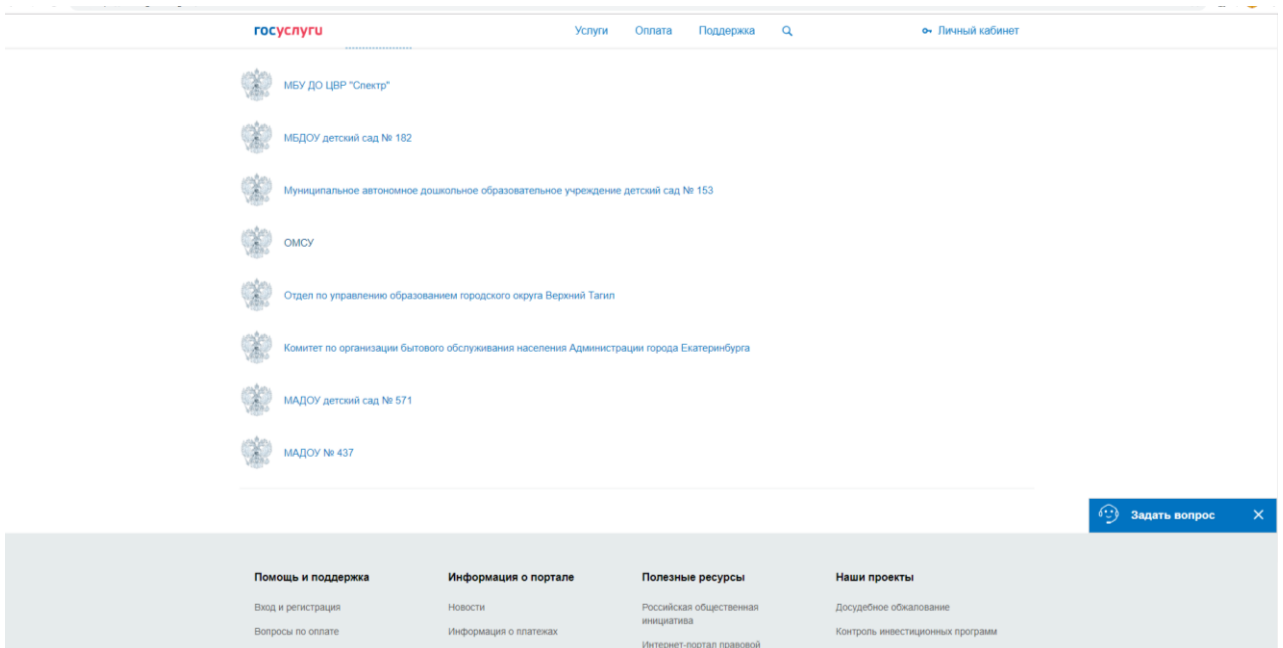 госуслуги
Услуги Оплата Поддержка Личный кабинет
МБУ ДО ЦВР "Спектр"
МБДОУ детский сад № 182
Муниципальное автономное дошкольное образовательное учреждение детский сад № 153
ОМСУ
Отдел по управлению образованием городского округа Верхний Тагил
Комитет по организации бытового обслуживания населения Администрации города Екатеринбурга
МАДОУ детский сад № 571
МАДОУ № 437
Задать вопрос
Помощь и поддержка Информация о портале Полезные ресурсы Наши проекты
Вход и регистрация Новости Российская общественная Досудебное обжалование
инициатива
Вопросы по оплате Информация о платежах Контроль инвестиционных программ
Интернет-портал правовой